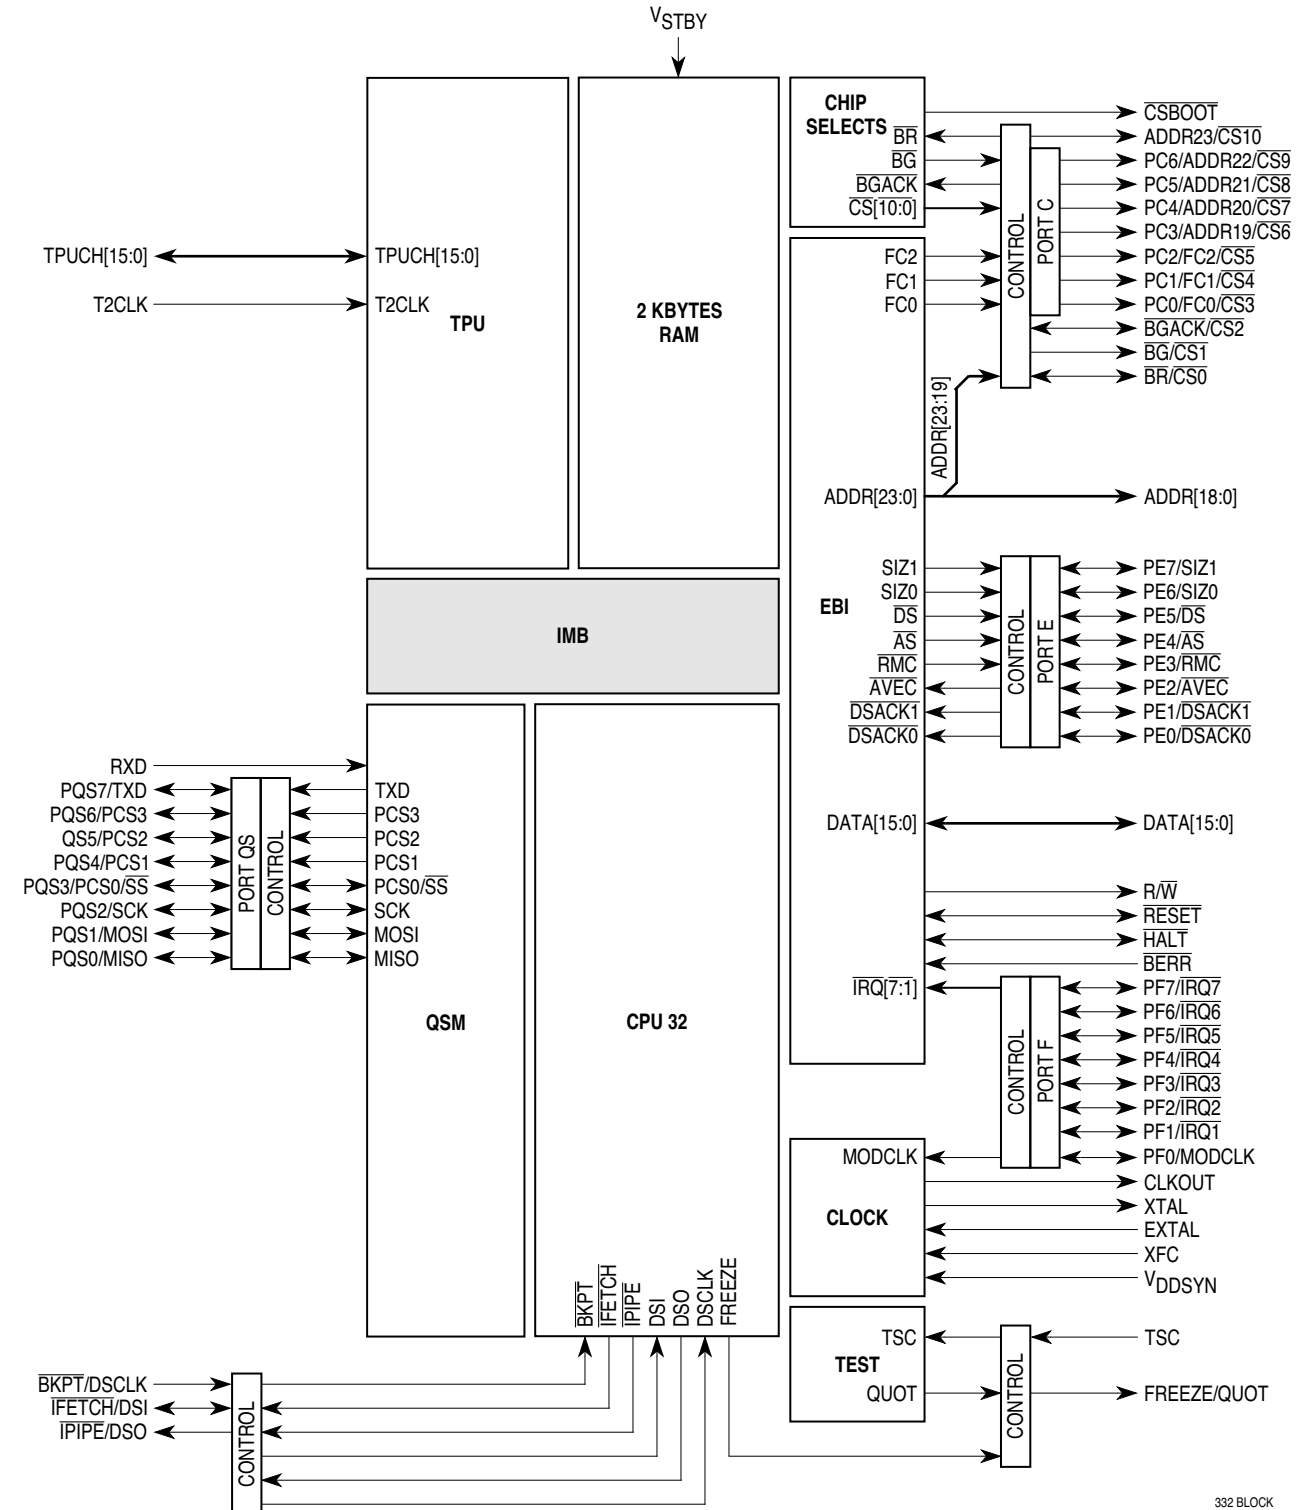 VSTBY
CHIP
SELECTS
BR
BG
BGACK
CS[10:0]
CONTROL
PORT C
CSBOOT
ADDR23/CS10
PC6/ADDR22/CS9
PC5/ADDR21/CS8
PC4/ADDR20/CS7
PC3/ADDR19/CS6
PC2/FC2/CS5
PC1/FC1/CS4
PC0/FC0/CS3
BGACK/CS2
BG/CS1
BR/CS0
TPUCH[15:0]
T2CLK
TPUCH[15:0]
T2CLK
TPU
2 KBYTES
RAM
FC2
FC1
FC0
ADDR[23:19]
ADDR[23:0]
ADDR[18:0]
EBI
SIZ1
SIZ0
DS
AS
RMC
AVEC
DSACK1
DSACK0
CONTROL
PORT E
PE7/SIZ1
PE6/SIZ0
PE5/DS
PE4/AS
PE3/RMC
PE2/AVEC
PE1/DSACK1
PE0/DSACK0
IMB
DATA[15:0]
DATA[15:0]
R/W
RESET
HALT
BERR
IRQ[7:1]
CONTROL
PORT F
PF7/IRQ7
PF6/IRQ6
PF5/IRQ5
PF4/IRQ4
PF3/IRQ3
PF2/IRQ2
PF1/IRQ1
PF0/MODCLK
RXD
PQS7/TXD
PQS6/PCS3
QS5/PCS2
PQS4/PCS1
PQS3/PCS0/SS
PQS2/SCK
PQS1/MOSI
PQS0/MISO
PORT QS
CONTROL
TXD
PCS3
PCS2
PCS1
PCS0/SS
SCK
MOSI
MISO
QSM
CPU 32
MODCLK
CLOCK
CLKOUT
XTAL
EXTAL
XFC
VDDSYN
BKPT
IFETCH
IPIPE
DSI
DSO
DSCLK
FREEZE
TSC
TEST
QUOT
CONTROL
TSC
FREEZE/QUOT
BKPT/DSCLK
IFETCH/DSI
IPIPE/DSO
CONTROL
332 BLOCK